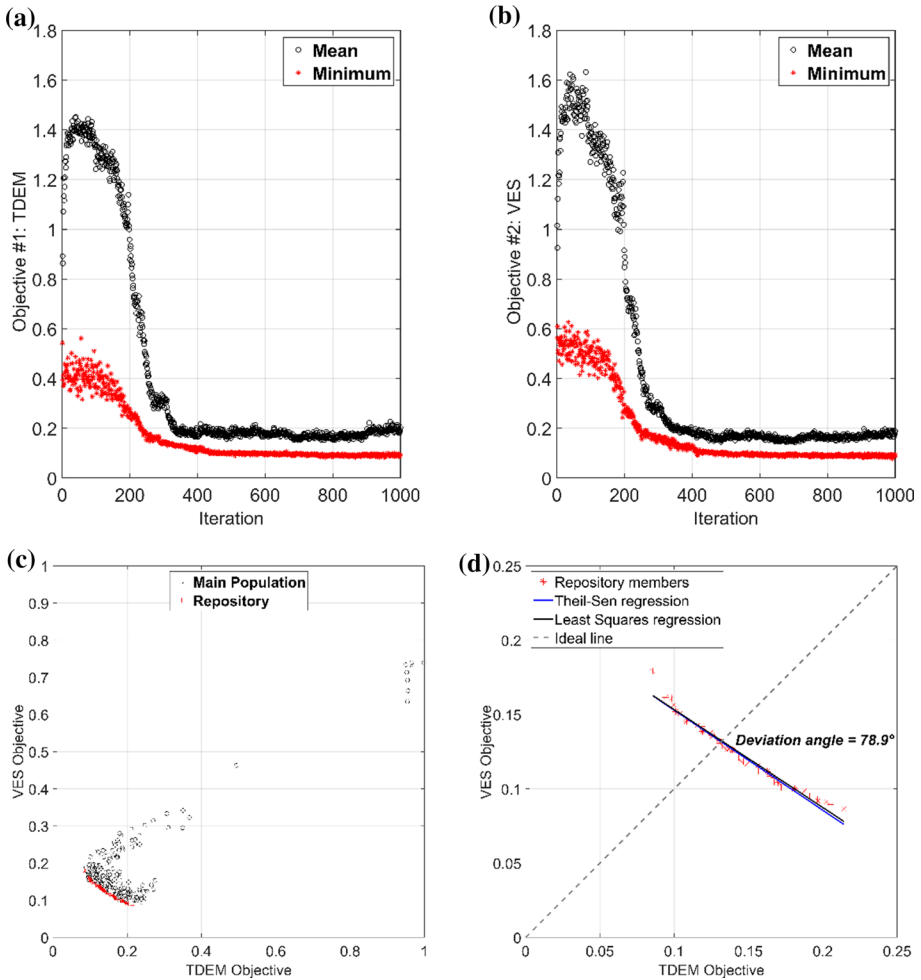 (a)
1.8
1.6
1.4
1.2
1
0.8
0.6
0.4
0.2
0
Objective #1: TDEM
Mean
Minimum
0 200 400 600 800 1000
Iteration
(b)
1.8
1.6
1.4
1.2
1
0.8
0.6
0.4
0.2
0
Objective #2: VES
Mean
Minimum
0 200 400 600 800 1000
Iteration
(c)
1
0.9
0.8
0.7
0.6
0.5
0.4
0.3
0.2
0.1
0
VES Objective
Main Population
Repository
0 0.2 0.4 0.6 0.8 1
TDEM Objective
(d)
0.25
0.2
0.15
0.1
0.05
0
VES Objective
Repository members
Theil-Sen regression
Least Squares regression
Ideal line
Deviation angle = 78.9°
0 0.05 0.1 0.15 0.2 0.25
TDEM Objective